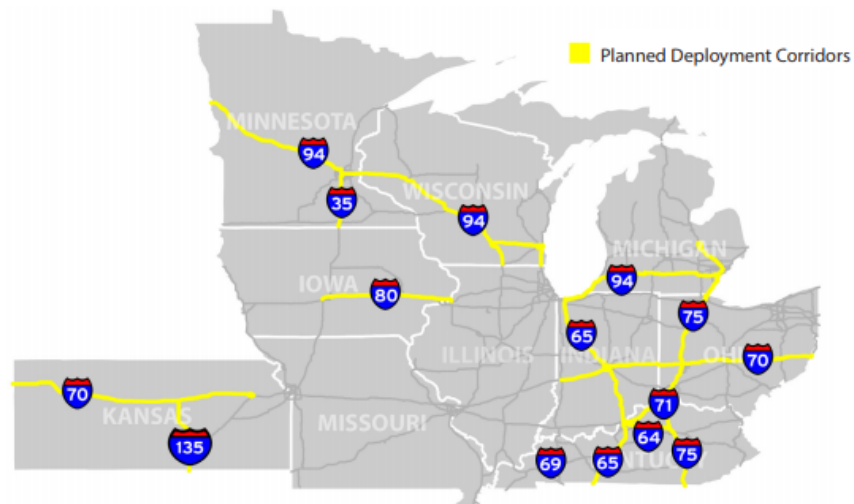 Planned Deployment Corridors
MINNESOTA
94
WISCONSIN
35
94
MICHIGAN
94
IOWA
80
75
65
ILLINOIS
INDIANA
OHIO
70
70
KANSAS
71
MISSOURI
64
135
69
65
KENTUCKY
75